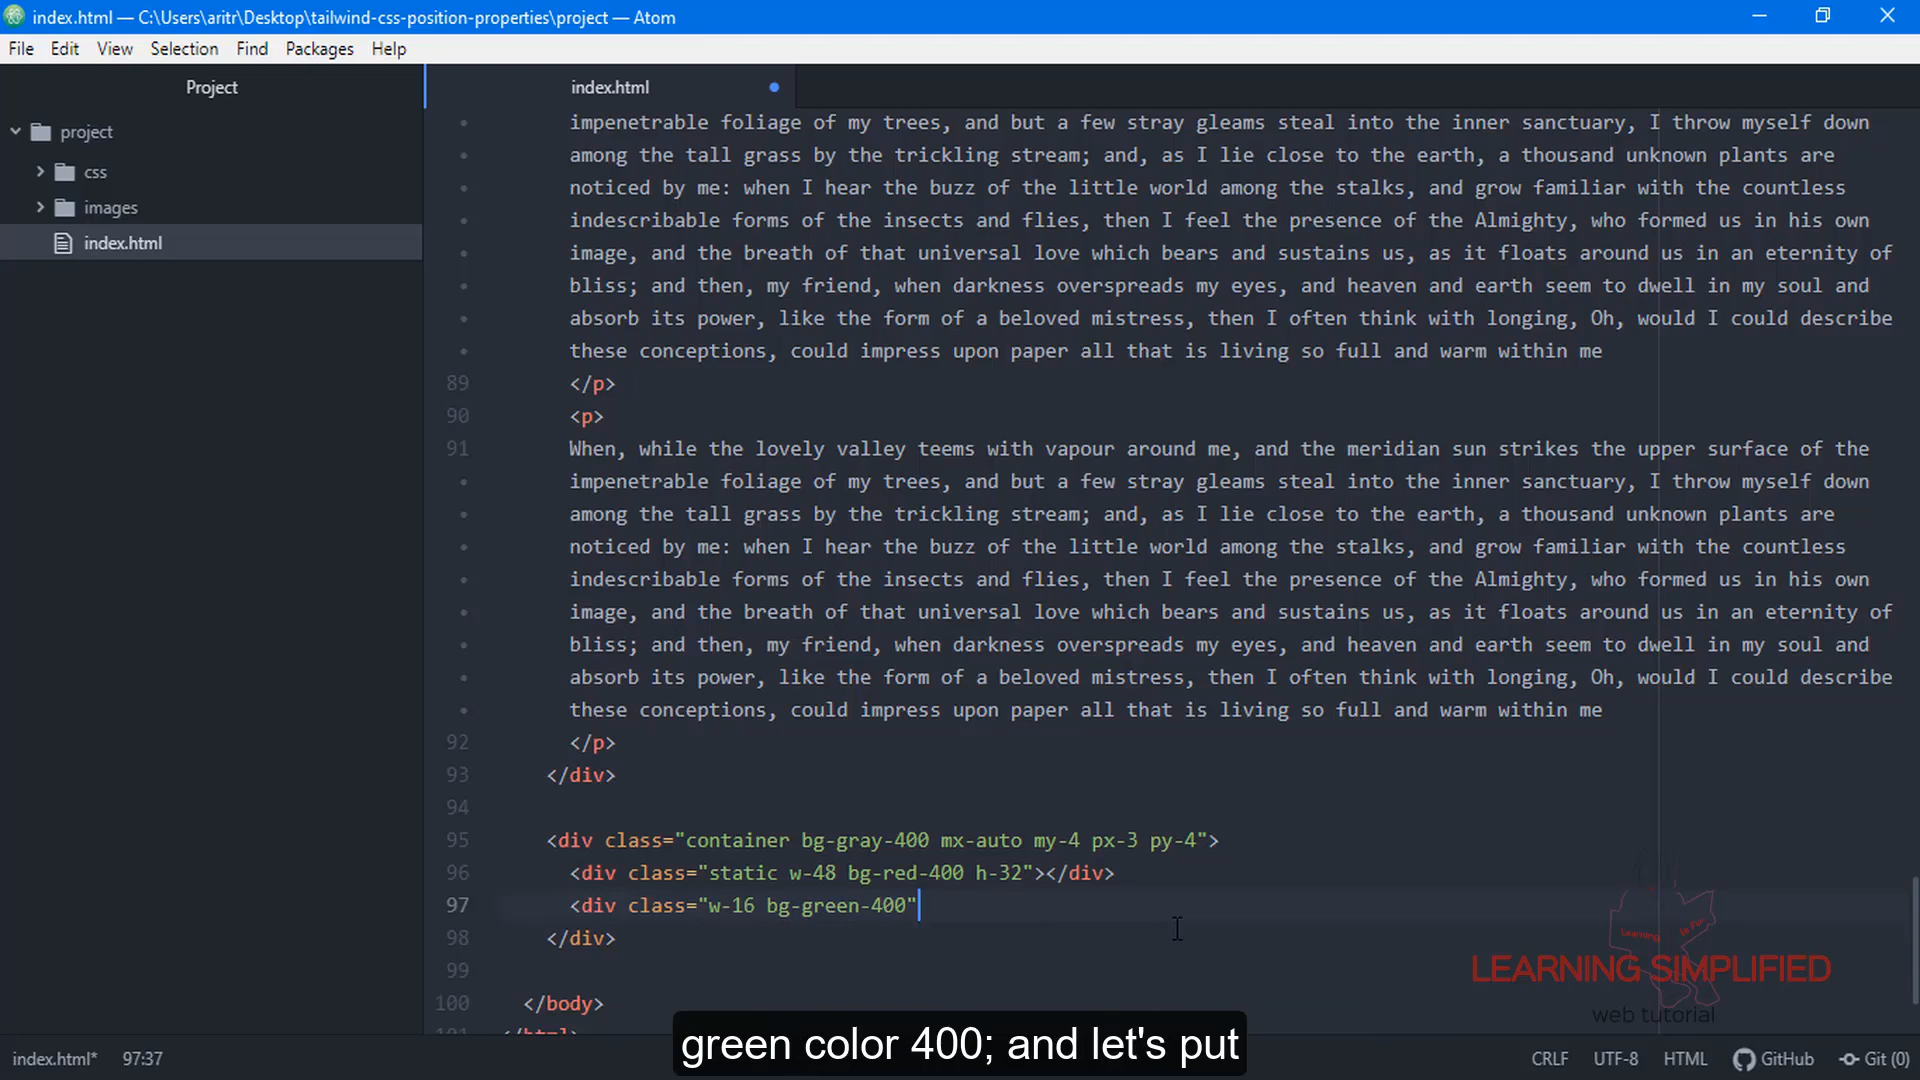 index.html — C:\Users\aritr\Desktop\tailwind-css-position-properties\project — Atom
File Edit View Selection Find Packages Help
Project
index.html
project
css
images
index.html
impenetrable foliage of my trees, and but a few stray gleams steal into the inner sanctuary, I throw myself down
among the tall grass by the trickling stream; and, as I lie close to the earth, a thousand unknown plants are
noticed by me: when I hear the buzz of the little world among the stalks, and grow familiar with the countless
indescribable forms of the insects and flies, then I feel the presence of the Almighty, who formed us in his own
image, and the breath of that universal love which bears and sustains us, as it floats around us in an eternity of
bliss; and then, my friend, when darkness overspreads my eyes, and heaven and earth seem to dwell in my soul and
absorb its power, like the form of a beloved mistress, then I often think with longing, Oh, would I could describe
these conceptions, could impress upon paper all that is living so full and warm within me
89 </p>
90 <p>
91 When, while the lovely valley teems with vapour around me, and the meridian sun strikes the upper surface of the
impenetrable foliage of my trees, and but a few stray gleams steal into the inner sanctuary, I throw myself down
among the tall grass by the trickling stream; and, as I lie close to the earth, a thousand unknown plants are
noticed by me: when I hear the buzz of the little world among the stalks, and grow familiar with the countless
indescribable forms of the insects and flies, then I feel the presence of the Almighty, who formed us in his own
image, and the breath of that universal love which bears and sustains us, as it floats around us in an eternity of
bliss; and then, my friend, when darkness overspreads my eyes, and heaven and earth seem to dwell in my soul and
absorb its power, like the form of a beloved mistress, then I often think with longing, Oh, would I could describe
these conceptions, could impress upon paper all that is living so full and warm within me
92 </p>
93 </div>
94
95 <div class="container bg-gray-400 mx-auto my-4 px-3 py-4">
96 <div class="static w-48 bg-red-400 h-32"></div>
97 <div class="w-16 bg-green-400"
98 </div>
99
100 </body>
101 </html>
Learning Is Fun
LEARNING SIMPLIFIED
web tutorial
green color 400; and let's put
index.html* 97:37 CRLF UTF-8 HTML GitHub Git (0)